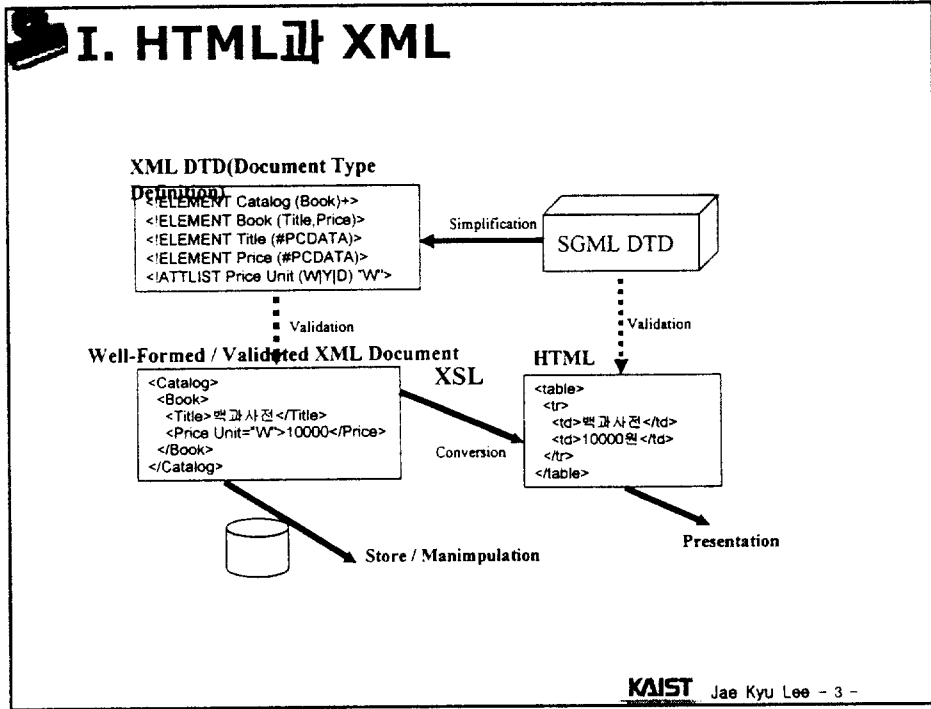 I. HTML과 XML
XML DTD(Document Type
Definition)
<!ELEMENT Catalog (Book)+>
<!ELEMENT Book (Title,Price)>
<!ELEMENT Title (#PCDATA)>
<!ELEMENT Price (#PCDATA)>
<!ATTLIST Price Unit (W|Y|D) "W">
Simplification
SGML DTD
Validation
Validation
Well-Formed / Validated XML Document
XSL
HTML
<Catalog>
<Book>
<Title>백과사전</Title>
<Price Unit="W">10000</Price>
</Book>
</Catalog>
Conversion
<table>
<tr>
<td>백과사전</td>
<td>10000원</td>
</tr>
</table>
Store / Manimpulation
Presentation
KAIST Jae Kyu Lee - 3 -